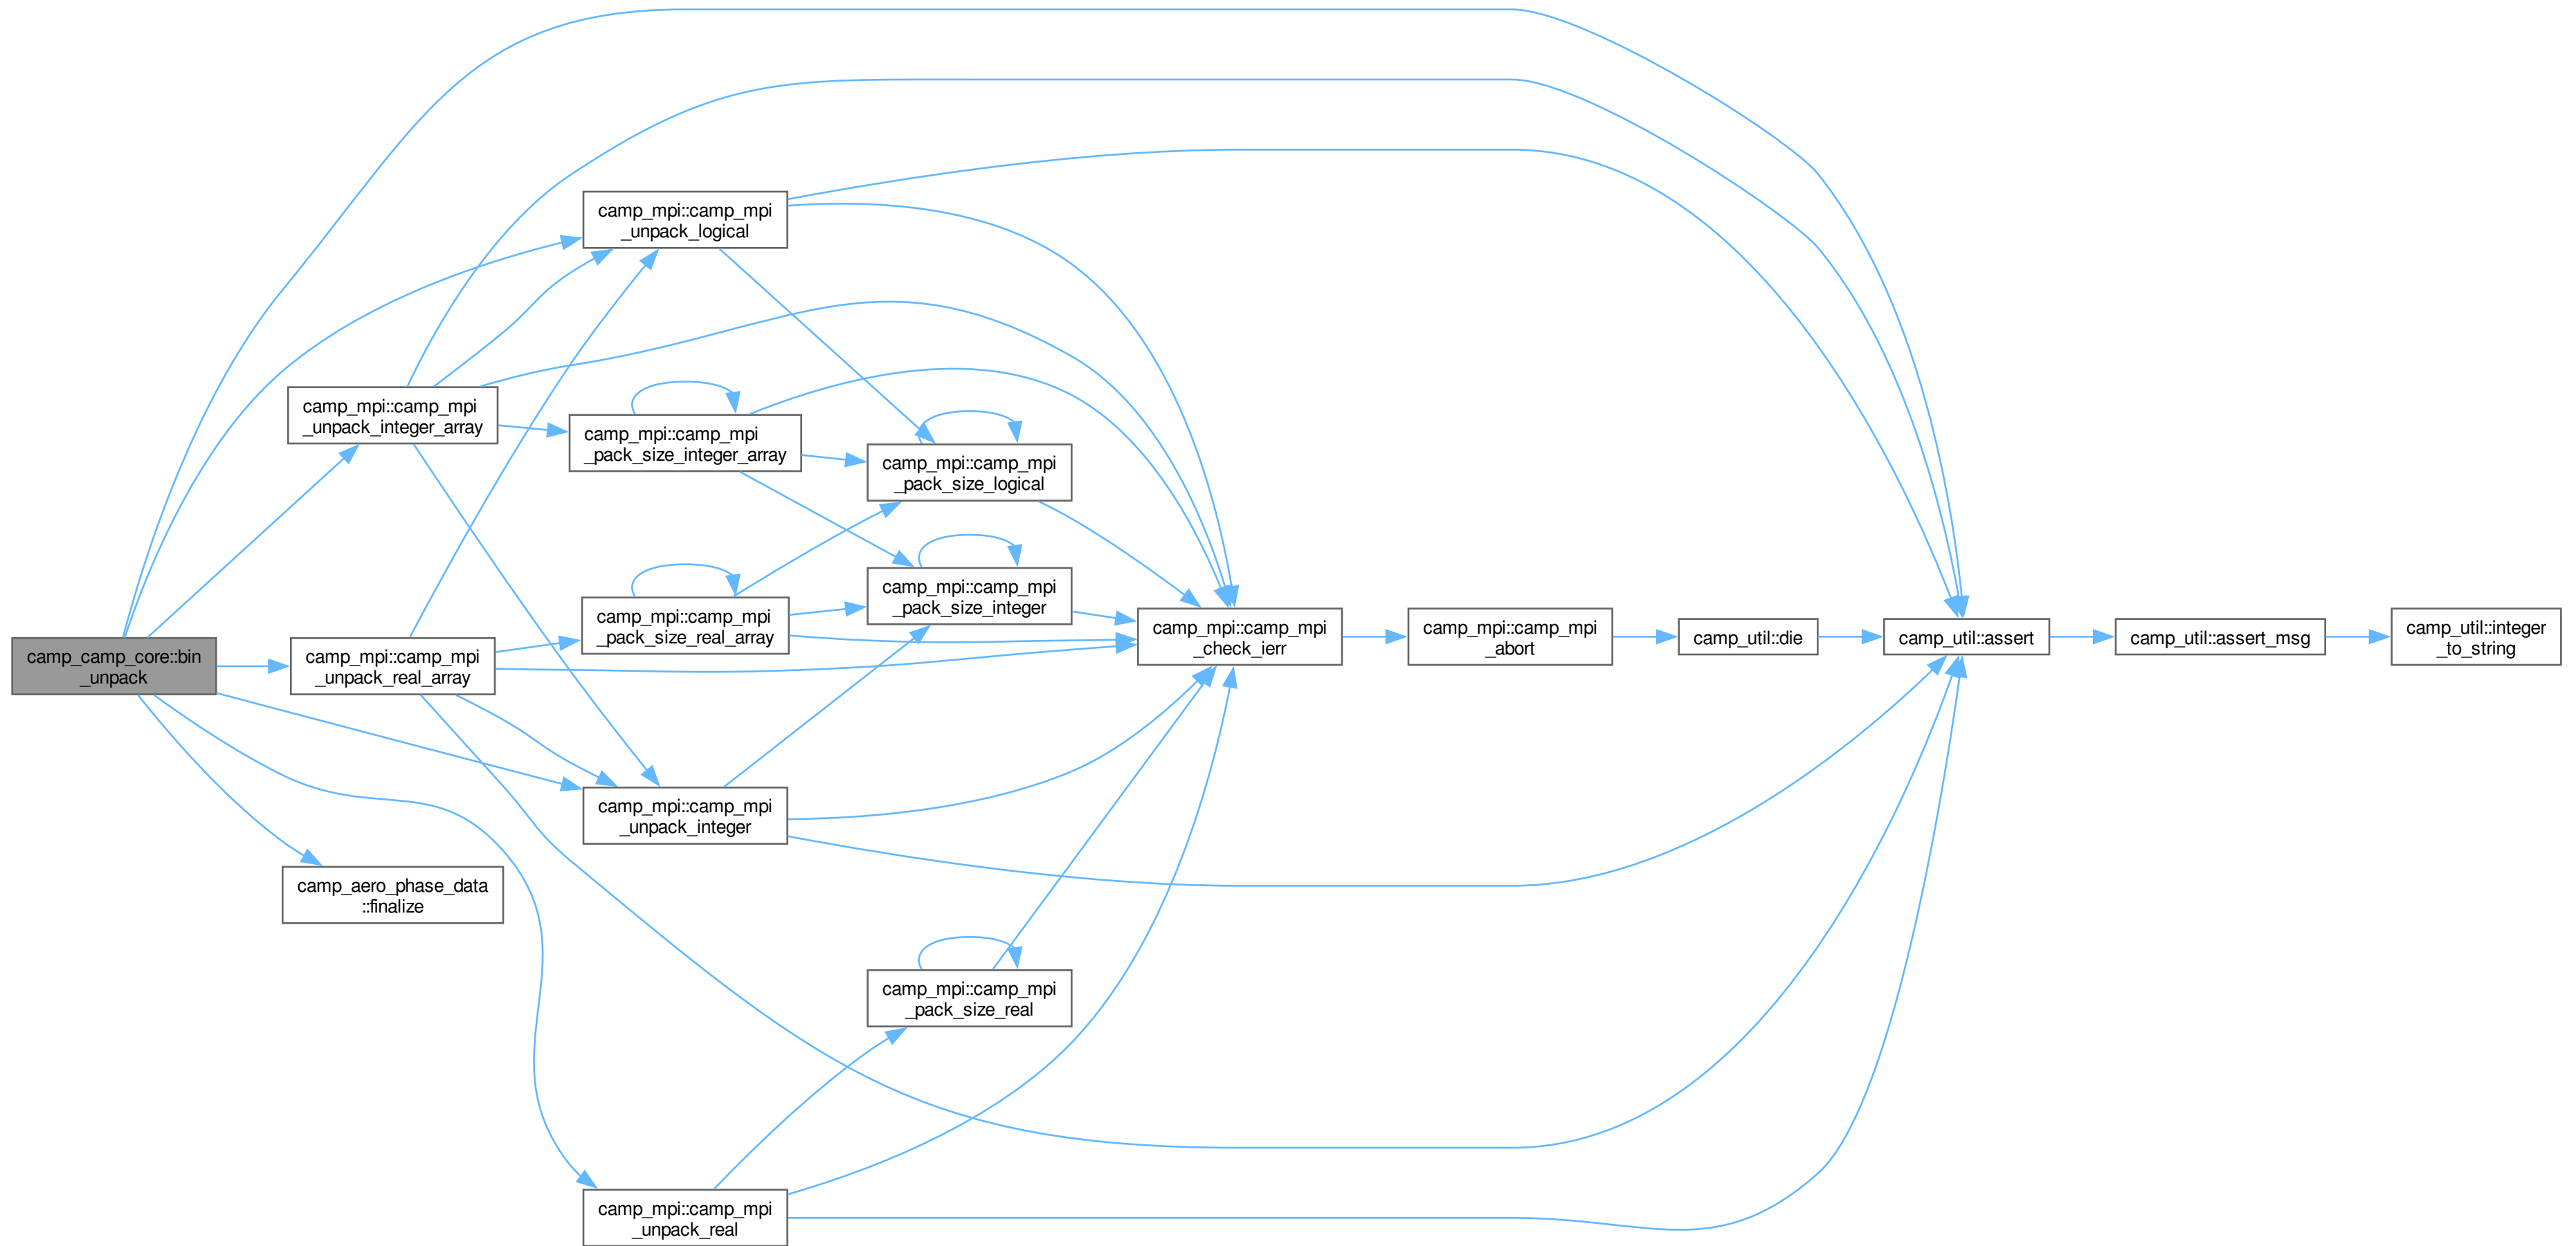 camp_mpi::camp_mpi
_unpack_logical
camp_mpi::camp_mpi
_unpack_integer_array
camp_mpi::camp_mpi
_pack_size_integer_array
camp_mpi::camp_mpi
_pack_size_logical
camp_mpi::camp_mpi
_pack_size_integer
camp_mpi::camp_mpi
_pack_size_real_array
camp_camp_core::bin
_unpack
camp_mpi::camp_mpi
_unpack_real_array
camp_mpi::camp_mpi
_check_ierr
camp_mpi::camp_mpi
_abort
camp_util::die
camp_util::assert
camp_util::assert_msg
camp_util::integer
_to_string
camp_mpi::camp_mpi
_unpack_integer
camp_aero_phase_data
::finalize
camp_mpi::camp_mpi
_pack_size_real
camp_mpi::camp_mpi
_unpack_real